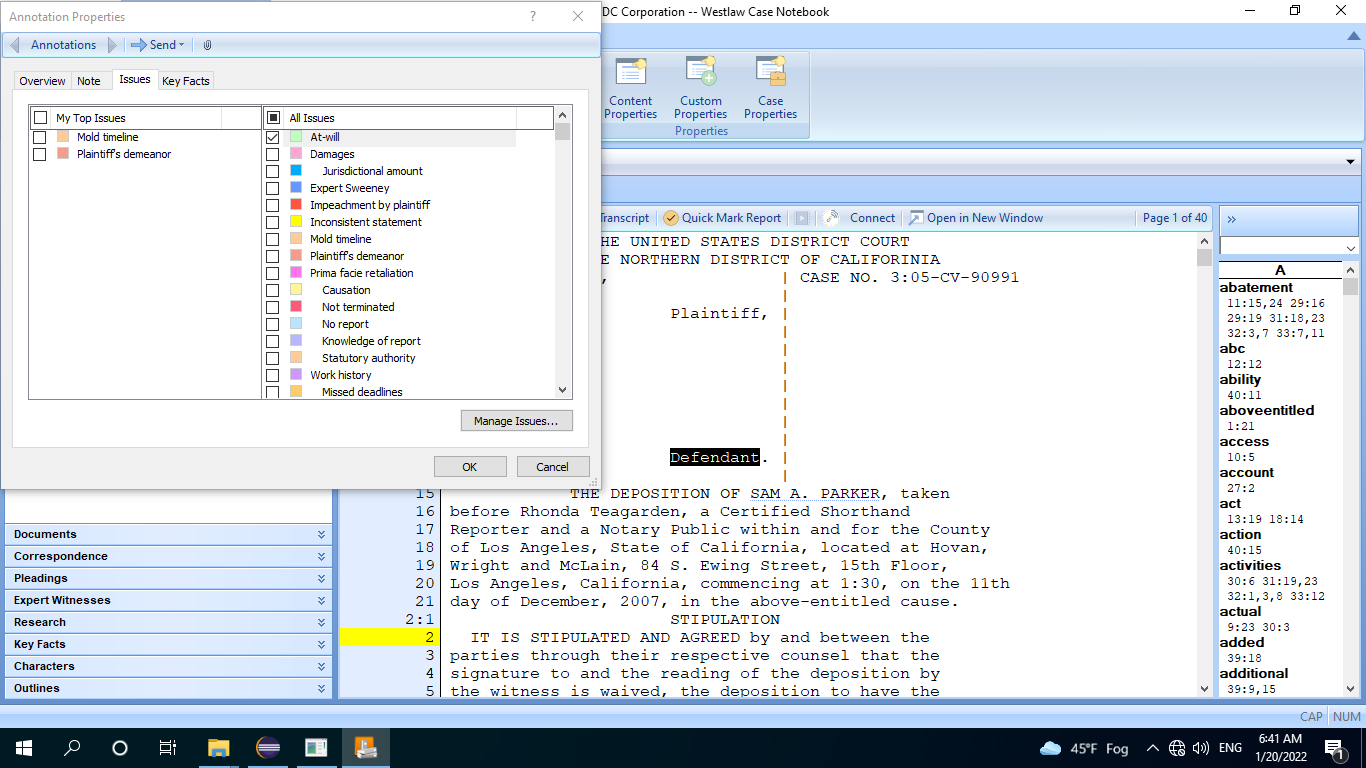 Annotation Properties
?
DC Corporation -- Westlaw Case Notebook
Annotations
Send
Overview
Note
Issues
Key Facts
My Top Issues
Mold timeline
Plaintiff's demeanor
All Issues
At-will
Damages
Jurisdictional amount
Expert Sweeney
Impeachment by plaintiff
Inconsistent statement
Mold timeline
Plaintiff's demeanor
Prima facie retaliation
Causation
Not terminated
No report
Knowledge of report
Statutory authority
Work history
Missed deadlines
Manage Issues...
OK
Cancel
Content Properties
Custom Properties
Case Properties
Properties
Transcript
Quick Mark Report
Connect
Open in New Window
Page 1 of 40
HE UNITED STATES DISTRICT COURT
E NORTHERN DISTRICT OF CALIFORINIA
, | CASE NO. 3:05-CV-90991
|
Plaintiff, |
|
|
|
|
|
|
|
Defendant. |
|
15 THE DEPOSITION OF SAM A. PARKER, taken
16 before Rhonda Teagarden, a Certified Shorthand
17 Reporter and a Notary Public within and for the County
18 of Los Angeles, State of California, located at Hovan,
19 Wright and McLain, 84 S. Ewing Street, 15th Floor,
20 Los Angeles, California, commencing at 1:30, on the 11th
21 day of December, 2007, in the above-entitled cause.
2:1 STIPULATION
2 IT IS STIPULATED AND AGREED by and between the
3 parties through their respective counsel that the
4 signature to and the reading of the deposition by
5 the witness is waived, the deposition to have the
»
A
abatement
11:15,24 29:16
29:19 31:18,23
32:3,7 33:7,11
abc
12:12
ability
40:11
aboveentitled
1:21
access
10:5
account
27:2
act
13:19 18:14
action
40:15
activities
30:6 31:19,23
32:1,3,8 33:12
actual
9:23 30:3
added
39:18
additional
39:9,15
Documents
Correspondence
Pleadings
Expert Witnesses
Research
Key Facts
Characters
Outlines
CAP
NUM
45°F Fog
ENG
6:41 AM
1/20/2022
1